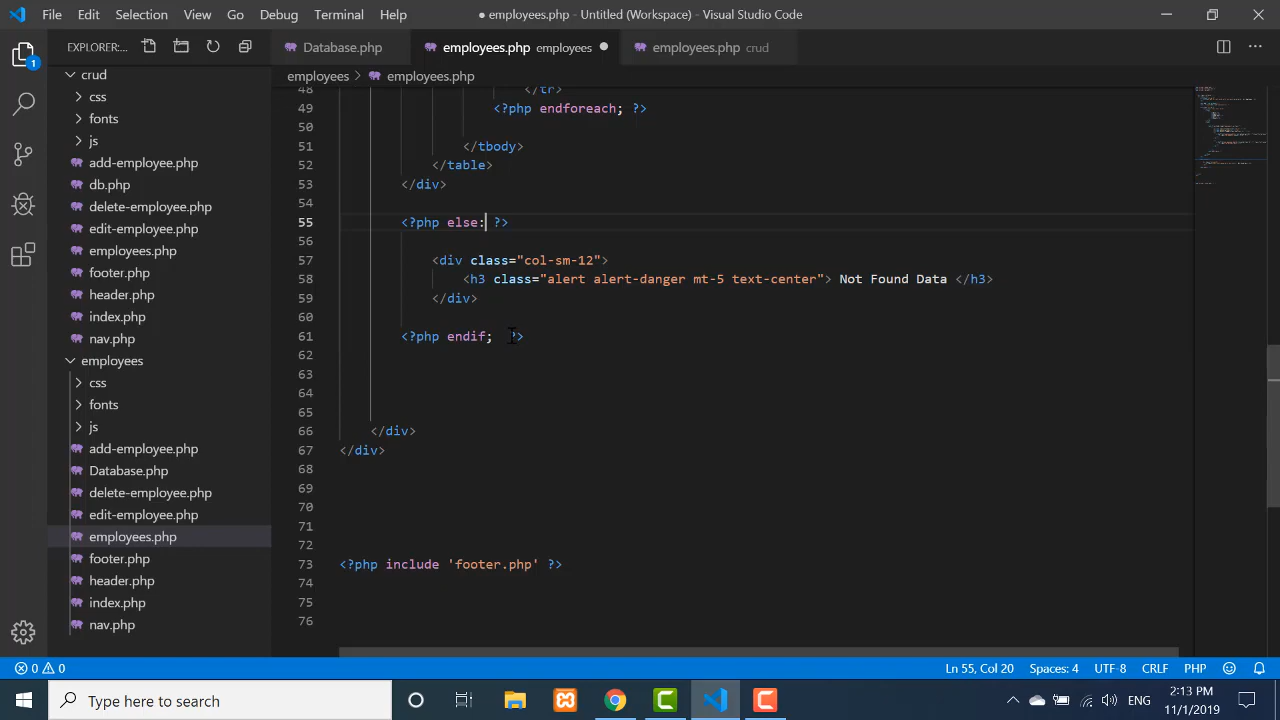 File Edit Selection View Go Debug Terminal Help
● employees.php - Untitled (Workspace) - Visual Studio Code
EXPLORER:...
Database.php
employees.php employees
employees.php crud
employees > employees.php
crud
css
fonts
js
add-employee.php
db.php
delete-employee.php
edit-employee.php
employees.php
footer.php
header.php
index.php
nav.php
employees
css
fonts
js
add-employee.php
Database.php
delete-employee.php
edit-employee.php
employees.php
footer.php
header.php
index.php
nav.php
1
48 </tr>
49 <?php endforeach; ?>
50
51 </tbody>
52 </table>
53 </div>
54
55 <?php else: ?>
56
57 <div class="col-sm-12">
58 <h3 class="alert alert-danger mt-5 text-center"> Not Found Data </h3>
59 </div>
60
61 <?php endif; ?>
62
63
64
65
66 </div>
67 </div>
68
69
70
71
72
73 <?php include 'footer.php' ?>
74
75
76
0 0
Ln 55, Col 20 Spaces: 4 UTF-8 CRLF PHP
Type here to search
ENG
2:13 PM
11/1/2019